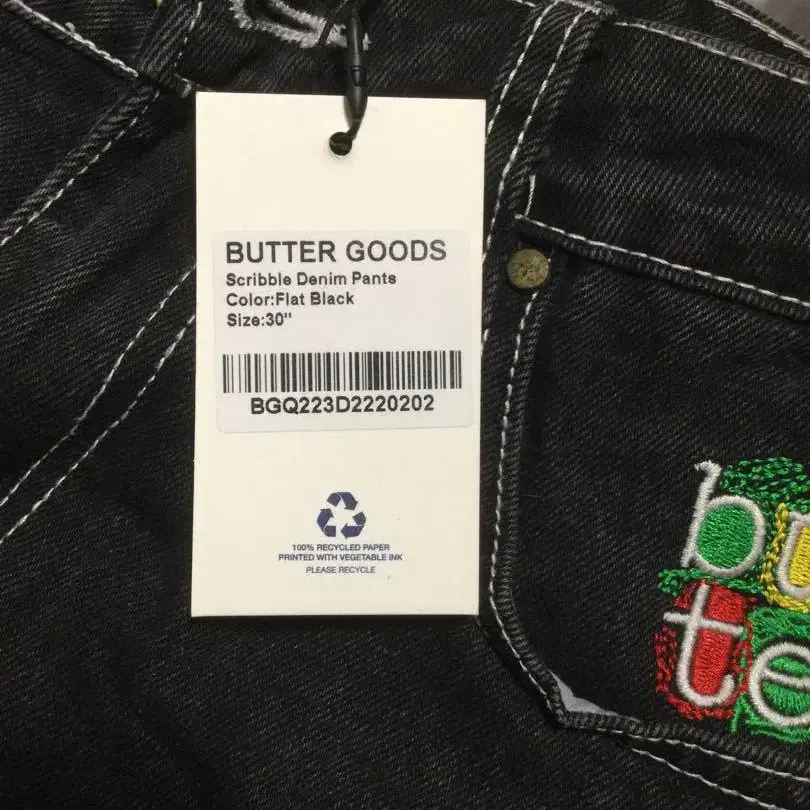 BUTTER GOODS
Scribble Denim Pants
Color:Flat Black
Size:30"
BGQ223D2220202
100% RECYCLED PAPER
PRINTED WITH VEGETABLE INK
PLEASE RECYCLE
bu
te